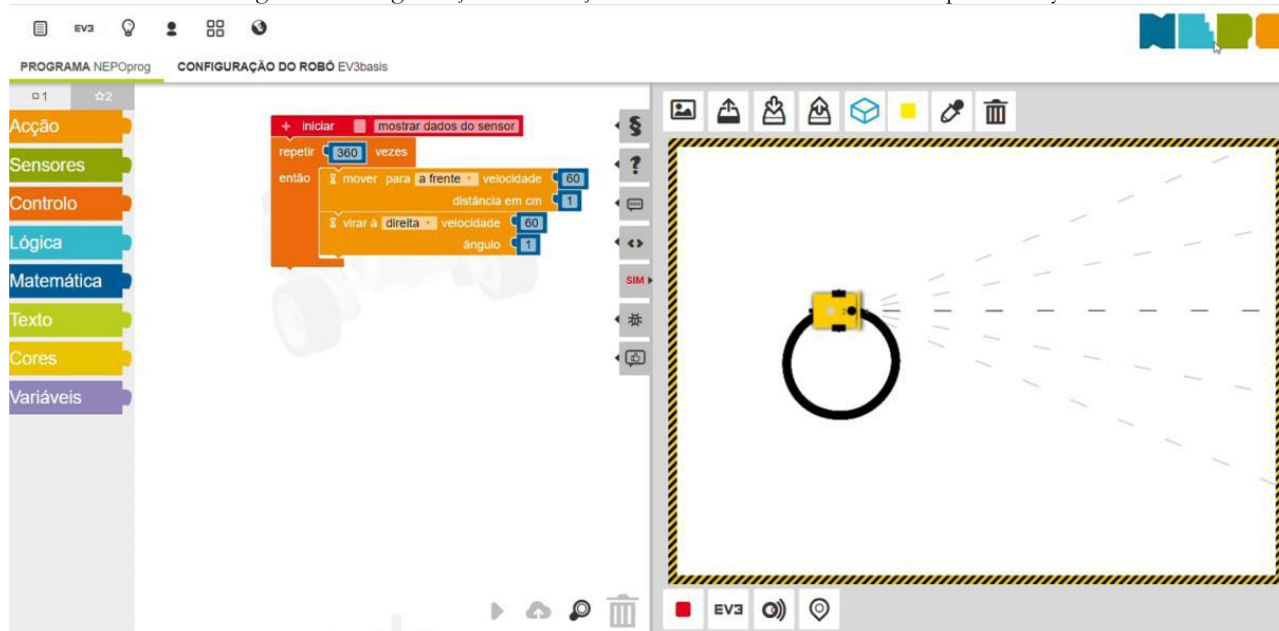 EV3
PROGRAMA NEPOprog CONFIGURAÇÃO DO ROBÔ EV3basis
1 2
Acção
Sensores
Controlo
Lógica
Matemática
Texto
Cores
Variáveis
+ Iniciar mostrar dados do sensor
repetir 360 vezes
então mover para a frente velocidade 60
distância em cm 1
virar à direita velocidade 60
ângulo 1
§
?
SIM
EV3